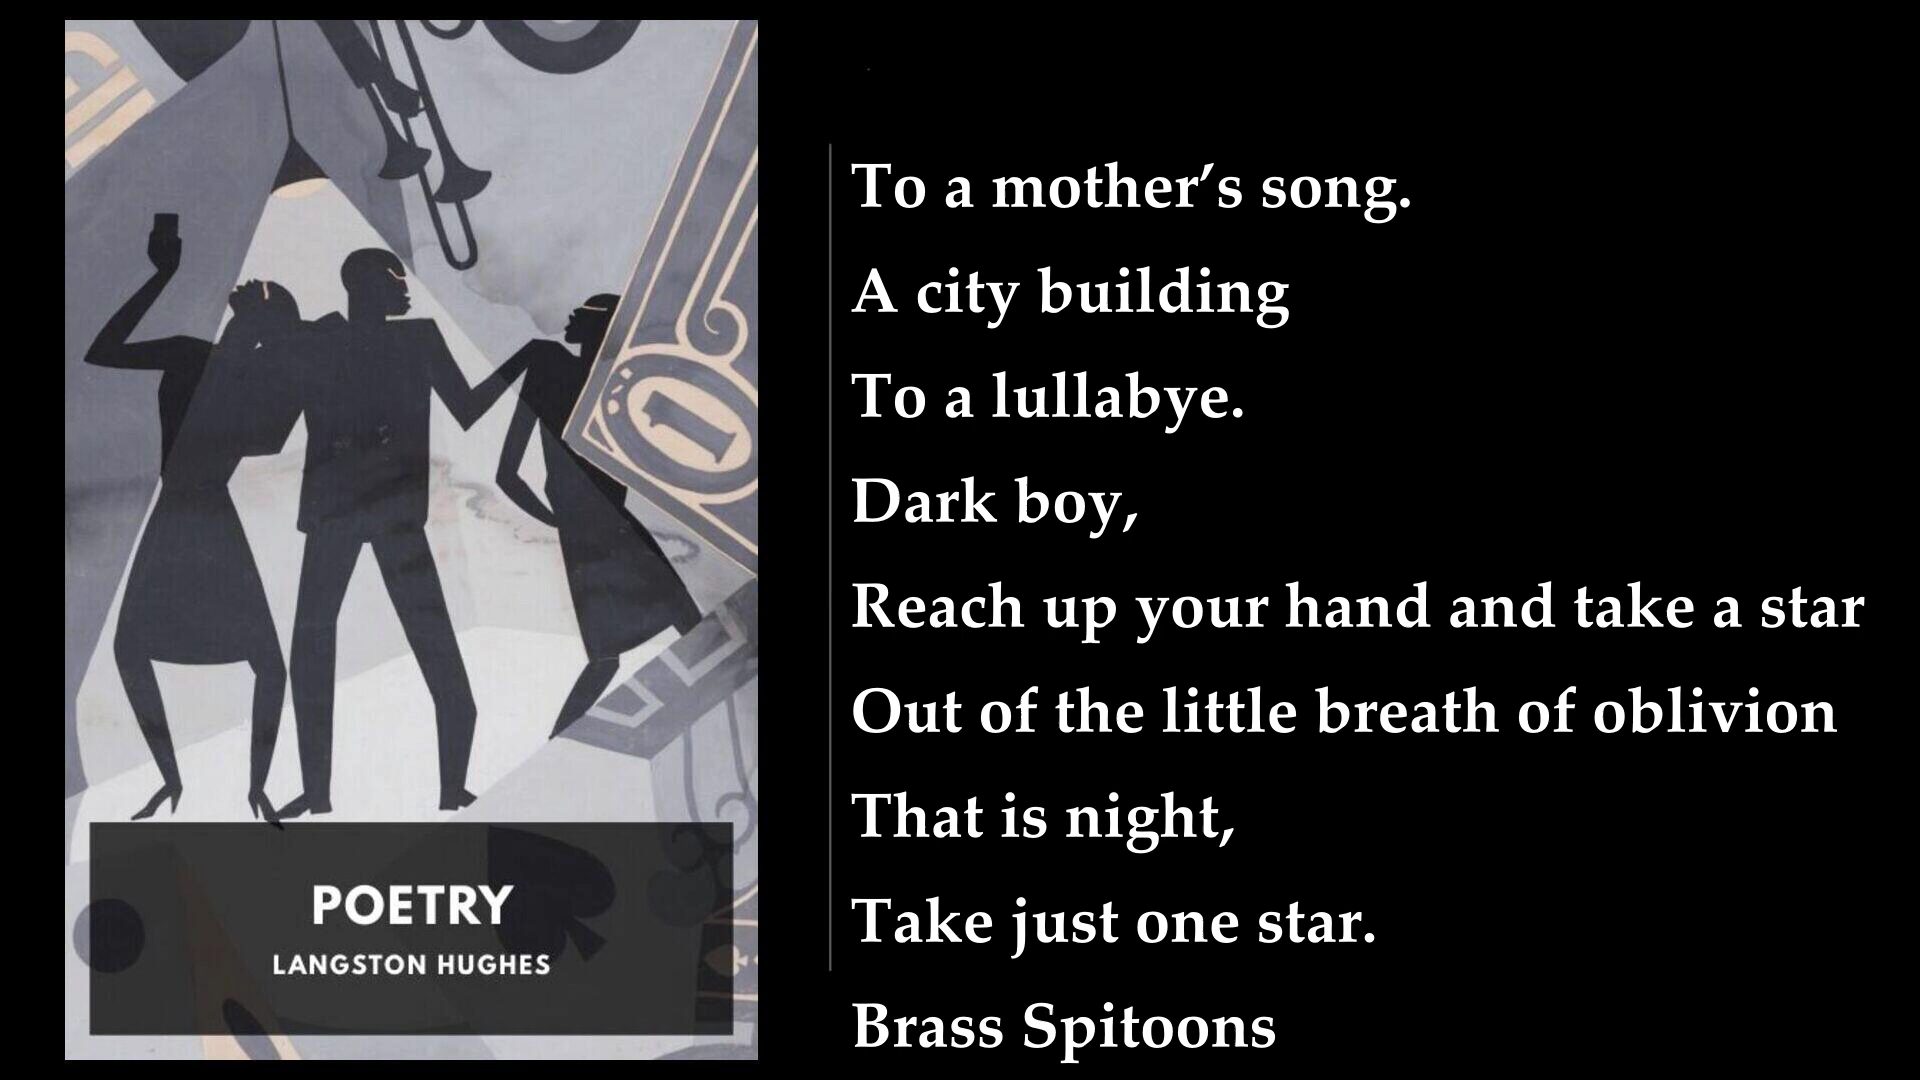 POETRY
LANGSTON HUGHES
1
To a mother’s song.
A city building
To a lullabye.
Dark boy,
Reach up your hand and take a star
Out of the little breath of oblivion
That is night,
Take just one star.
Brass Spitoons